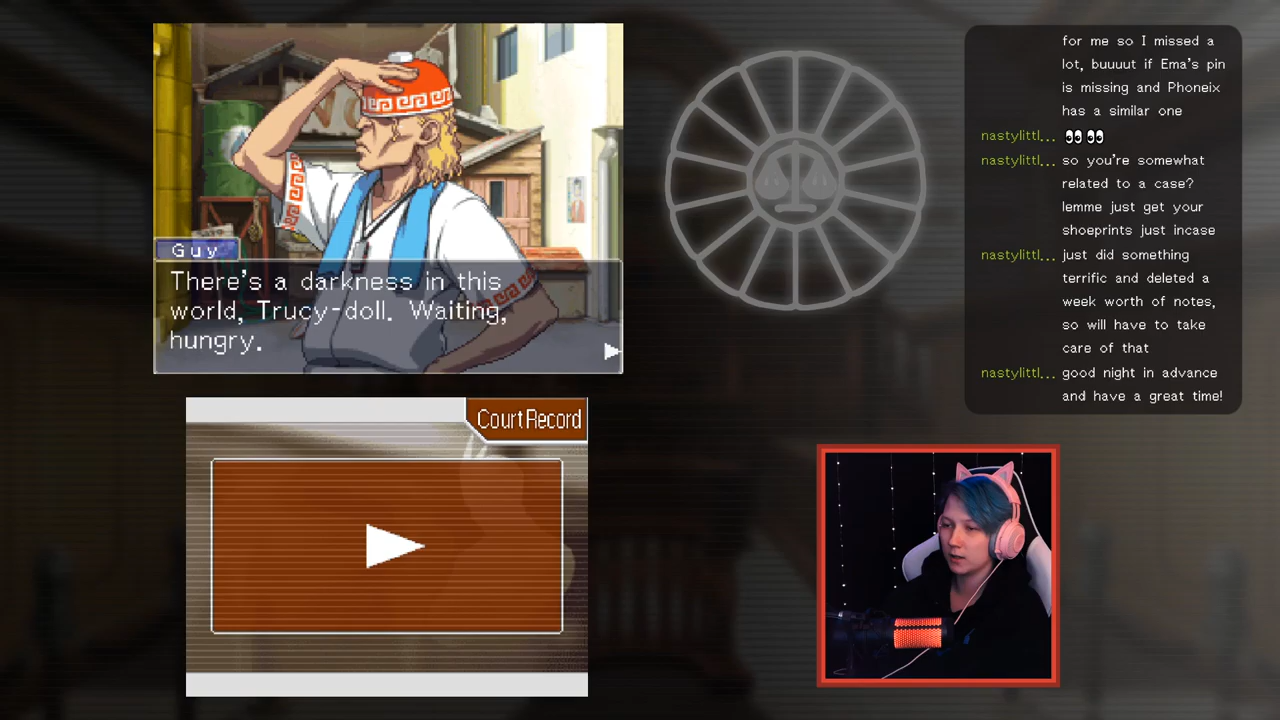 Guy
There's a darkness in this
world, Trucy-doll. Waiting,
hungry.
Court Record
for me so I missed a
lot, buuuut if Ema's pin
is missing and Phoneix
has a similar one
nastylittl... 👀👀
nastylittl... so you're somewhat
related to a case?
lemme just get your
shoeprints just incase
nastylittl... just did something
terrific and deleted a
week worth of notes,
so will have to take
care of that
nastylittl... good night in advance
and have a great time!